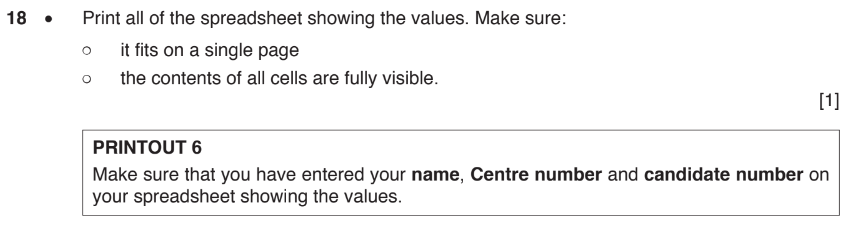 18 • Print all of the spreadsheet showing the values. Make sure:
○ it fits on a single page
○ the contents of all cells are fully visible.
[1]
PRINTOUT 6
Make sure that you have entered your name, Centre number and candidate number on
your spreadsheet showing the values.